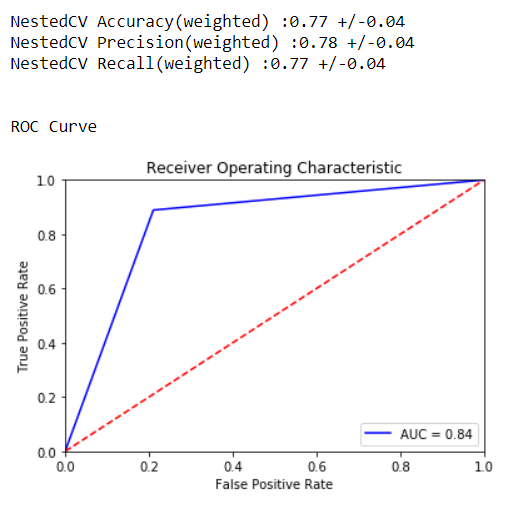 NestedCV Accuracy(weighted) :0.77 +/-0.04
NestedCV Precision(weighted) :0.78 +/-0.04
NestedCV Recall(weighted) :0.77 +/-0.04
ROC Curve
Receiver Operating Characteristic
1.0
0.8
0.6
0.4
0.2
0.0
True Positive Rate
AUC = 0.84
0.0 0.2 0.4 0.6 0.8 1.0
False Positive Rate